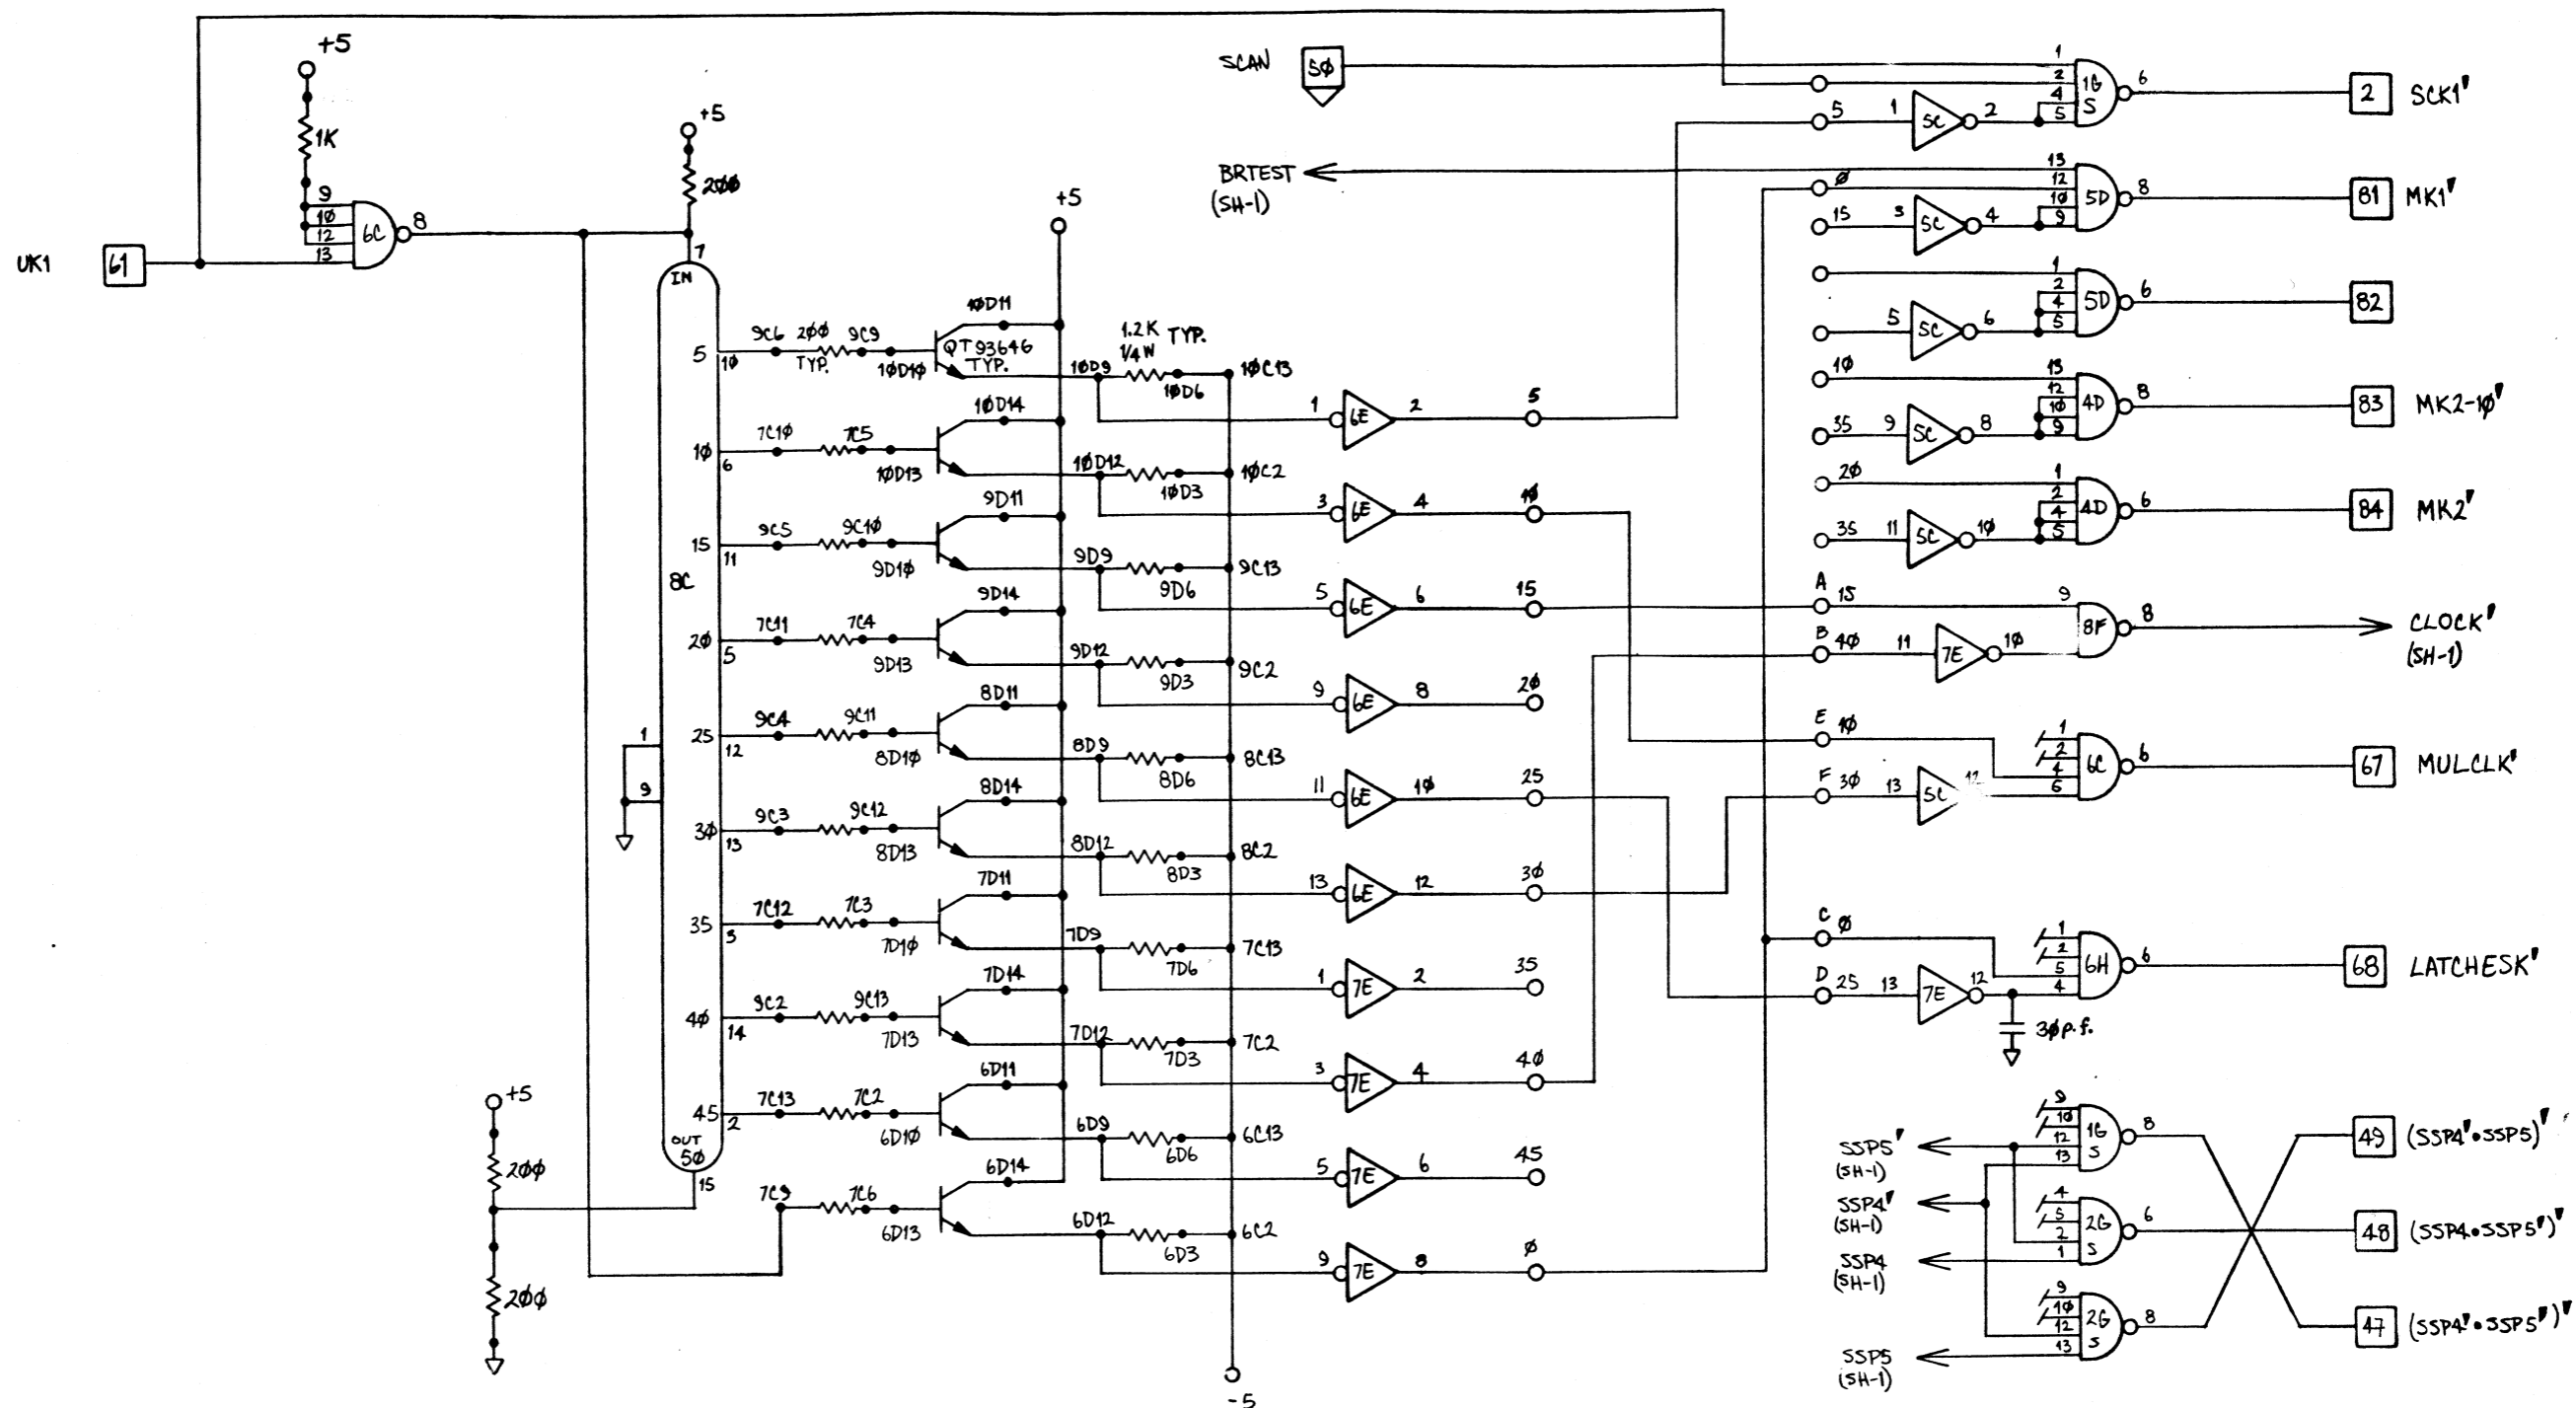 +5
1K
9
10
12
13
6C
8
UK1
61
+5
200
7
IN
8C
1
9
5
10
10
6
15
11
20
5
25
12
30
13
35
3
40
14
45
2
OUT
50
15
+5
200
200
9C6 200 9C9
TYP.
10D10
10D11
QT93646
TYP.
+5
10D9
1.2K TYP.
1/4 W
10D6
10C13
7C10 7C5
10D13
10D14
10D12
10D3
10C2
9C5 9C10
9D10
9D11
9D9
9D6
9C13
7C11 7C4
9D13
9D14
9D12
9D3
9C2
9C4 9C11
8D10
8D11
8D9
8D6
8C13
9C3 9C12
8D13
8D14
8D12
8D3
8C2
7C12 7C3
7D10
7D11
7D9
7D6
7C13
9C2 9C13
7D13
7D14
7D12
7D3
7C2
7C13 7C2
6D10
6D11
6D9
6D6
6C13
7C9 7C6
6D13
6D14
6D12
6D3
6C2
-5
1 6E 2 5
3 6E 4 10
5 6E 6 15
9 6E 8 20
11 6E 10 25
13 6E 12 30
1 7E 2 35
3 7E 4 40
5 7E 6 45
9 7E 8 Ø
SCAN
50
5 1 5C 2
1
2
4
5
1G
S
6
2 SCK1'
BRTEST
(SH-1)
Ø
15 3 5C 4
13
12
10
9
5D
8
81 MK1'
5 5C 6
1
2
4
5
5D
6
82
10
35 9 5C 8
13
12
10
9
4D
8
83 MK2-10'
20
35 11 5C 10
1
2
4
5
4D
6
84 MK2'
A 15
B 40 11 7E 10
9
8F
8
CLOCK'
(SH-1)
E 10
F 30 13 5C 12
1
2
4
6
6C
6
67 MULCLK'
C Ø
D 25 13 7E 12
30 p.f.
1
2
5
4
6H
6
68 LATCHESK'
SSP5'
(SH-1)
9
10
12
13
1G
S
8
49 (SSP4'•SSP5)'
SSP4'
(SH-1)
SSP4
(SH-1)
4
5
2
1
2G
S
6
48 (SSP4•SSP5')'
SSP5
(SH-1)
9
10
12
13
2G
S
8
47 (SSP4'•SSP5')'